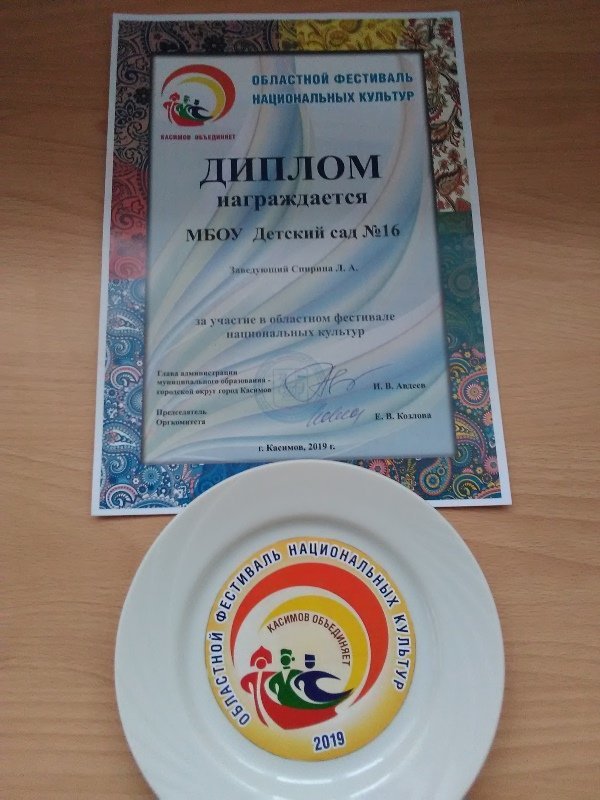 ОБЛАСТНОЙ ФЕСТИВАЛЬ
НАЦИОНАЛЬНЫХ КУЛЬТУР
КАСИМОВ ОБЪЕДИНЯЕТ
ДИПЛОМ
награждается
МБОУ Детский сад №16
Заведующий Спирина Л. А.
за участие в областном фестивале
национальных культур
Глава администрации
муниципального образования -
городской округ город Касимов
И. В. Авдеев
Председатель
Оргкомитета
Е. В. Козлова
г. Касимов, 2019 г.
ОБЛАСТНОЙ ФЕСТИВАЛЬ НАЦИОНАЛЬНЫХ КУЛЬТУР
КАСИМОВ ОБЪЕДИНЯЕТ
2019